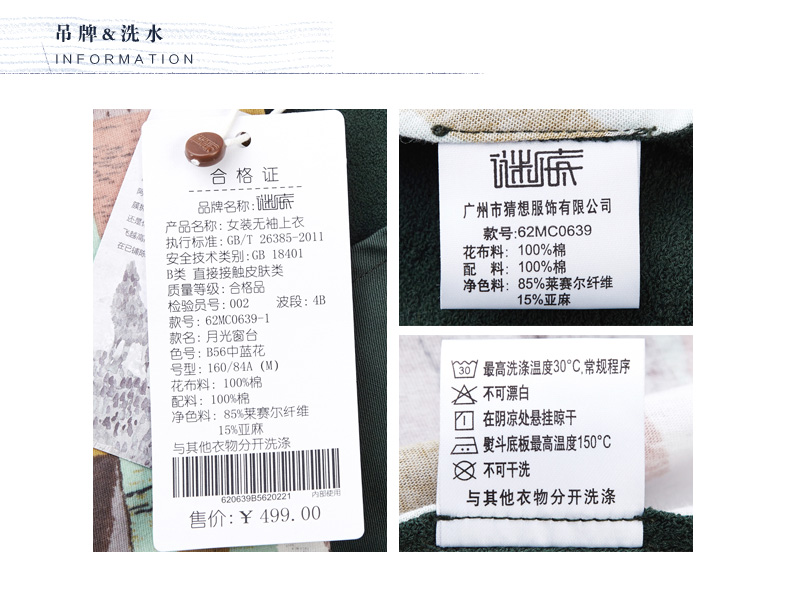 吊牌&洗水
INFORMATION
合格证
品牌名称:谜底
产品名称:女装无袖上衣
执行标准:GB/T 26385-2011
安全技术类别:GB 18401
B类 直接接触皮肤类
质量等级:合格品
检验员号:002 波段:4B
款号:62MC0639-1
款名:月光窗台
色号:B56中蓝花
号型:160/84A (M)
花布料: 100%棉
配料: 100%棉
净色料: 85%莱赛尔纤维
15%亚麻
与其他衣物分开洗涤
620639B5620221 内部使用
售价:¥ 499.00
谜底
广州市猜想服饰有限公司
款号:62MC0639
花布料: 100%棉
配 料: 100%棉
净色料: 85%莱赛尔纤维
15%亚麻
30 最高洗涤温度30°C,常规程序
不可漂白
在阴凉处悬挂晾干
熨斗底板最高温度150°C
不可干洗
与其他衣物分开洗涤